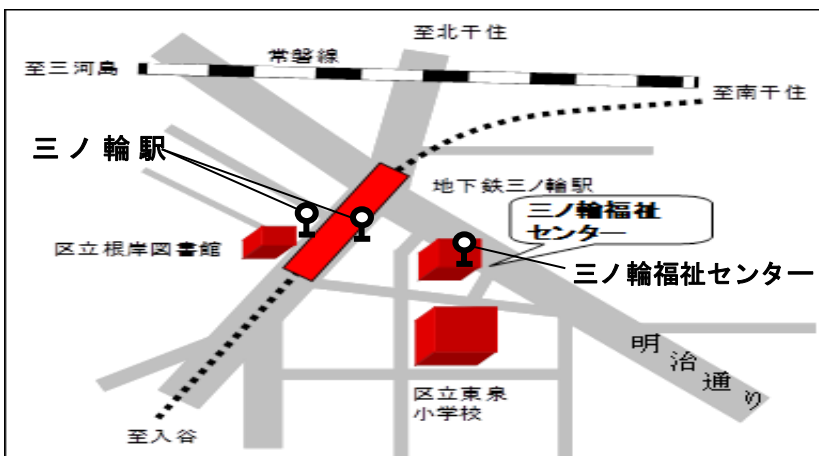 至北千住
常磐線
至三河島
至南千住
三ノ輪駅
地下鉄三ノ輪駅
三ノ輪福祉
センター
区立根岸図書館
三ノ輪福祉センター
明治通り
区立東泉
小学校
至入谷